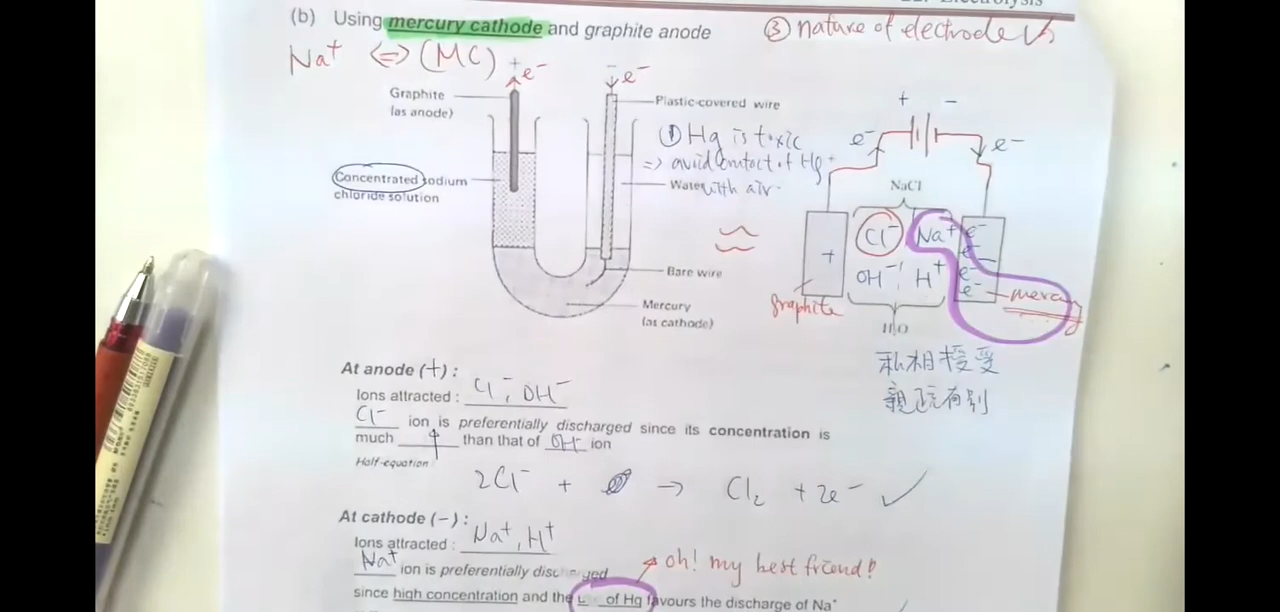 (b) Using mercury cathode and graphite anode
③ nature of electrode
Na⁺ ⇔ (MC)
+ e⁻
− e⁻
Graphite
(as anode)
Plastic-covered wire
① Hg is toxic
⇒ avoid contact of Hg
with air.
Water
Concentrated sodium
chloride solution
Bare wire
Mercury
(as cathode)
+ −
e⁻ e⁻
NaCl
+ Cl⁻ Na⁺ e⁻
e⁻
OH⁻ H⁺ e⁻
e⁻
graphite
mercury
H₂O
私相授受
親疏有別
At anode (+) :
Ions attracted : Cl⁻, OH⁻
Cl⁻ ion is preferentially discharged since its concentration is
much ↑ than that of OH⁻ ion
Half-equation
2Cl⁻ + → Cl₂ + 2e⁻ ✓
At cathode (−) :
Ions attracted : Na⁺, H⁺
Na⁺ ion is preferentially discharged
oh! my best friend!
since high concentration and the use of Hg favours the discharge of Na⁺